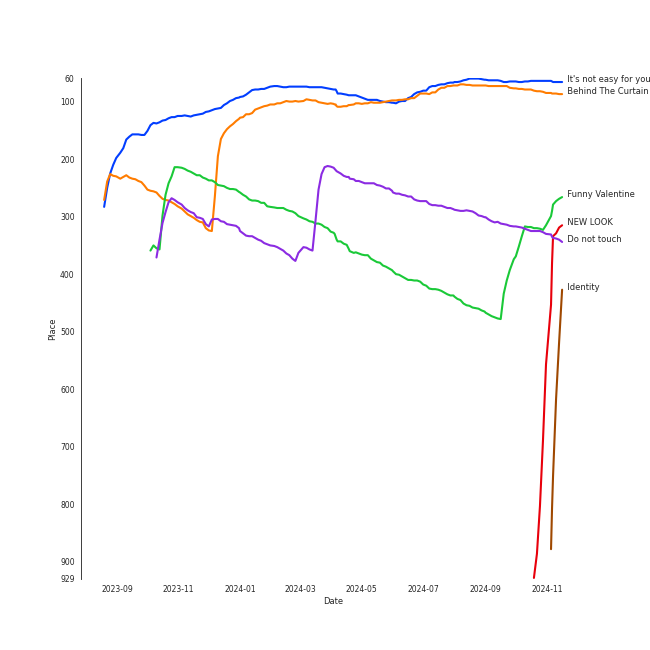 60
100
200
300
400
500
600
700
800
900
929
Place
It's not easy for you
Behind The Curtain
Funny Valentine
NEW LOOK
Do not touch
Identity
2023-09 2023-11 2024-01 2024-03 2024-05 2024-07 2024-09 2024-11
Date